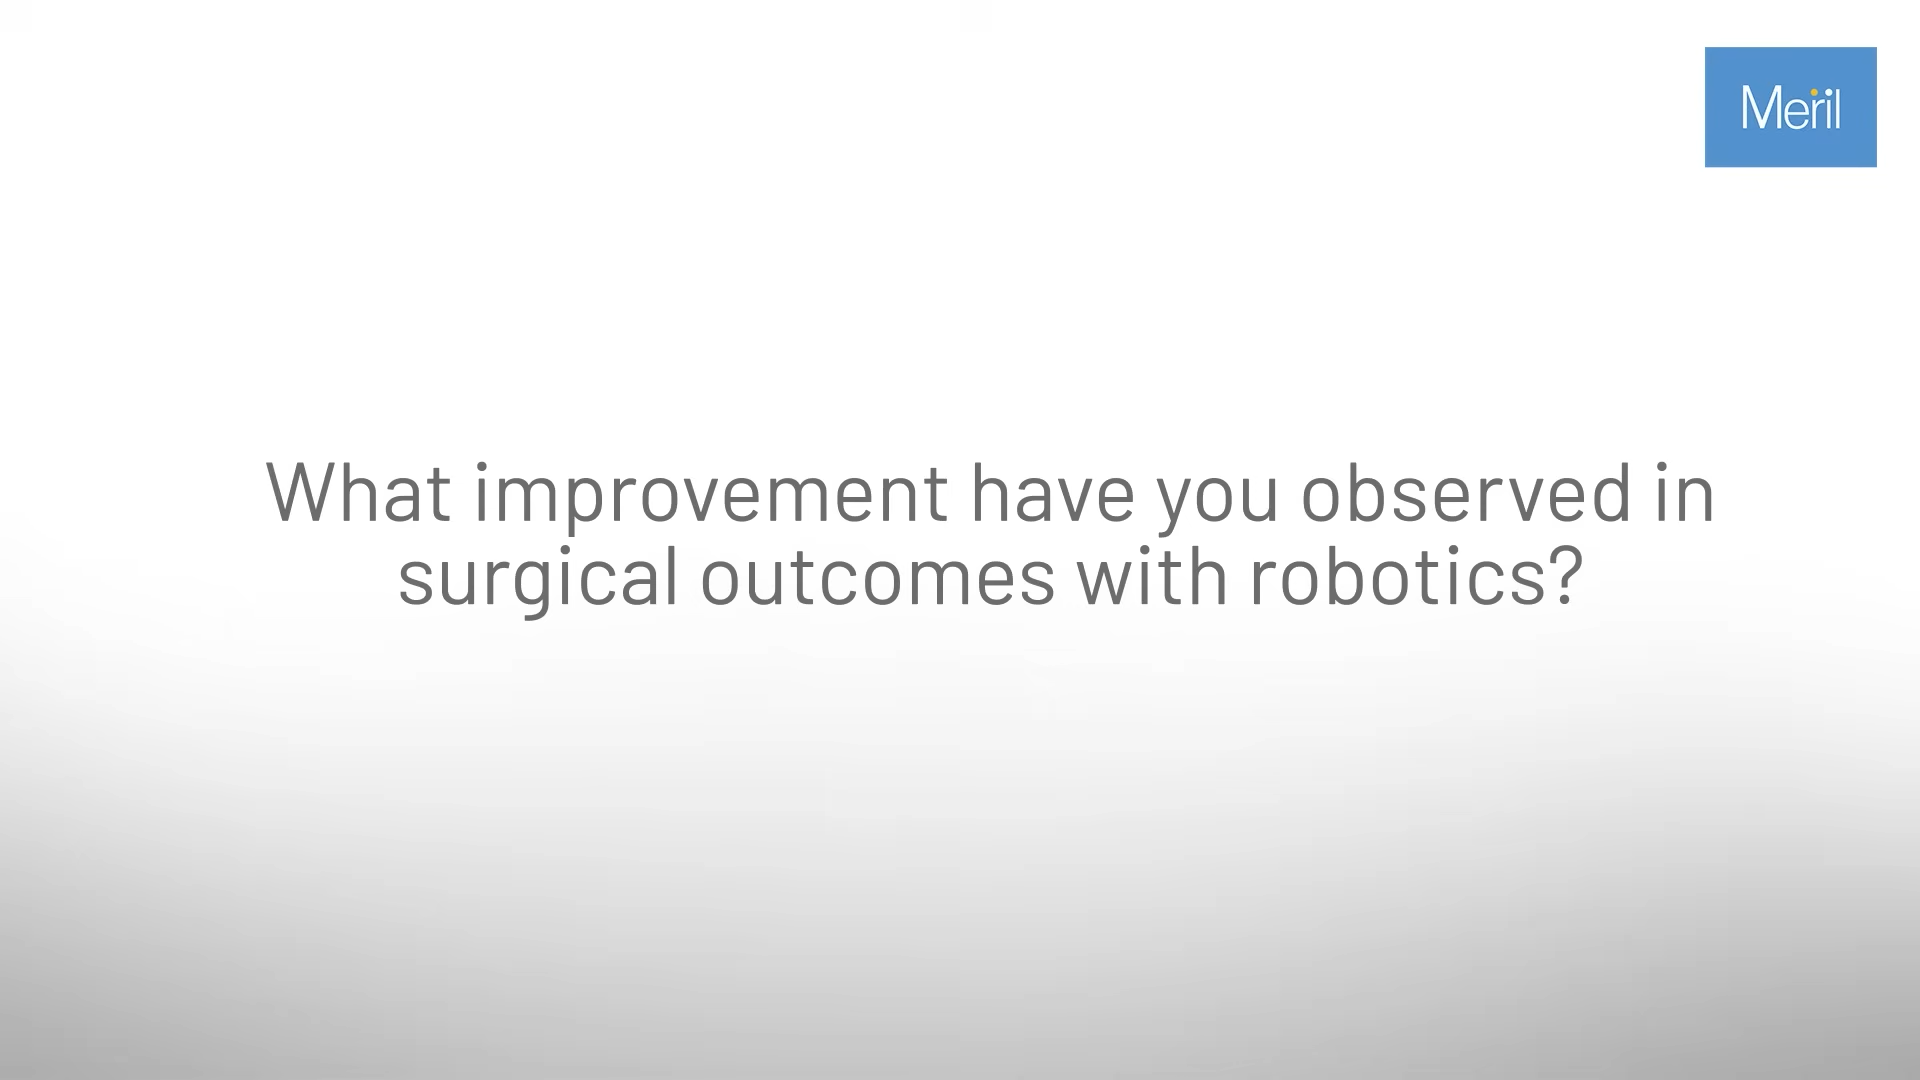 Meril
What improvement have you observed in
surgical outcomes with robotics?